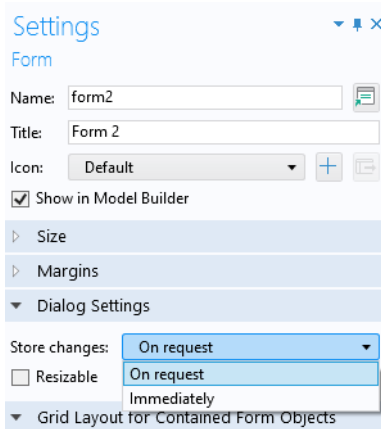 Settings
Form
Name: form2
Title: Form 2
Icon: Default
Show in Model Builder
Size
Margins
Dialog Settings
Store changes: On request
Resizable On request
Immediately
Grid Layout for Contained Form Objects